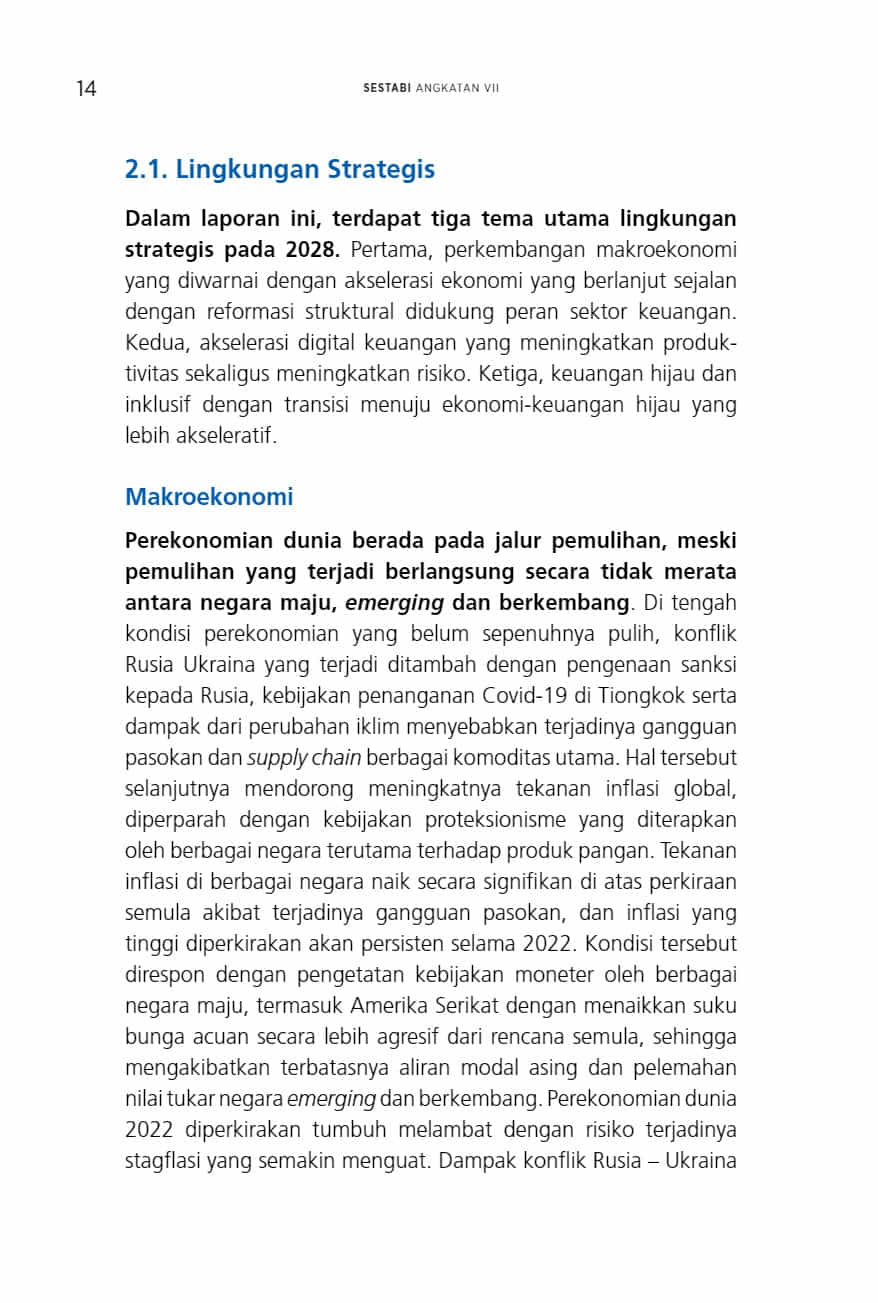 14
SESTABI ANGKATAN VII
2.1. Lingkungan Strategis
Dalam laporan ini, terdapat tiga tema utama lingkungan
strategis pada 2028. Pertama, perkembangan makroekonomi
yang diwarnai dengan akselerasi ekonomi yang berlanjut sejalan
dengan reformasi struktural didukung peran sektor keuangan.
Kedua, akselerasi digital keuangan yang meningkatkan produk-
tivitas sekaligus meningkatkan risiko. Ketiga, keuangan hijau dan
inklusif dengan transisi menuju ekonomi-keuangan hijau yang
lebih akseleratif.
Makroekonomi
Perekonomian dunia berada pada jalur pemulihan, meski
pemulihan yang terjadi berlangsung secara tidak merata
antara negara maju, emerging dan berkembang. Di tengah
kondisi perekonomian yang belum sepenuhnya pulih, konflik
Rusia Ukraina yang terjadi ditambah dengan pengenaan sanksi
kepada Rusia, kebijakan penanganan Covid-19 di Tiongkok serta
dampak dari perubahan iklim menyebabkan terjadinya gangguan
pasokan dan supply chain berbagai komoditas utama. Hal tersebut
selanjutnya mendorong meningkatnya tekanan inflasi global,
diperparah dengan kebijakan proteksionisme yang diterapkan
oleh berbagai negara terutama terhadap produk pangan. Tekanan
inflasi di berbagai negara naik secara signifikan di atas perkiraan
semula akibat terjadinya gangguan pasokan, dan inflasi yang
tinggi diperkirakan akan persisten selama 2022. Kondisi tersebut
direspon dengan pengetatan kebijakan moneter oleh berbagai
negara maju, termasuk Amerika Serikat dengan menaikkan suku
bunga acuan secara lebih agresif dari rencana semula, sehingga
mengakibatkan terbatasnya aliran modal asing dan pelemahan
nilai tukar negara emerging dan berkembang. Perekonomian dunia
2022 diperkirakan tumbuh melambat dengan risiko terjadinya
stagflasi yang semakin menguat. Dampak konflik Rusia – Ukraina